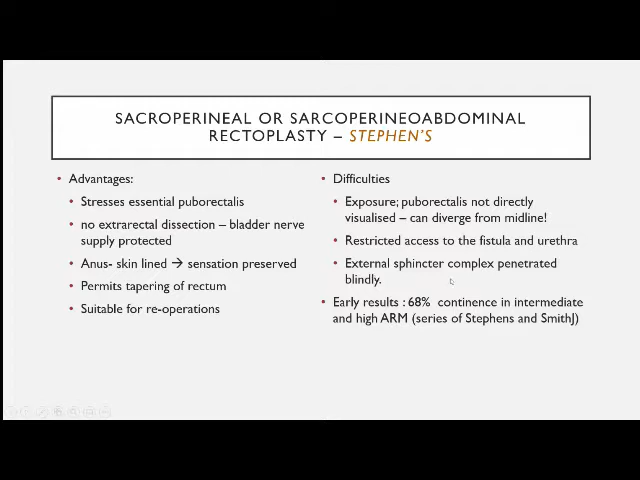 SACROPERINEAL OR SARCOPERINEOABDOMINAL
RECTOPLASTY – STEPHEN'S
• Advantages:
• Stresses essential puborectalis
• no extrarectal dissection – bladder nerve
supply protected
• Anus- skin lined → sensation preserved
• Permits tapering of rectum
• Suitable for re-operations
• Difficulties
• Exposure; puborectalis not directly
visualised – can diverge from midline!
• Restricted access to the fistula and urethra
• External sphincter complex penetrated
blindly.
• Early results : 68% continence in intermediate
and high ARM (series of Stephens and SmithJ)